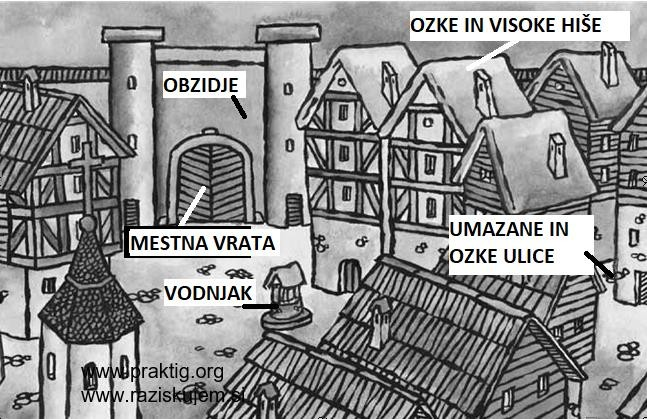 OZKE IN VISOKE HIŠE
OBZIDJE
UMAZANE IN
OZKE ULICE
MESTNA VRATA
VODNJAK
www.praktig.org
www.raziskujem.si